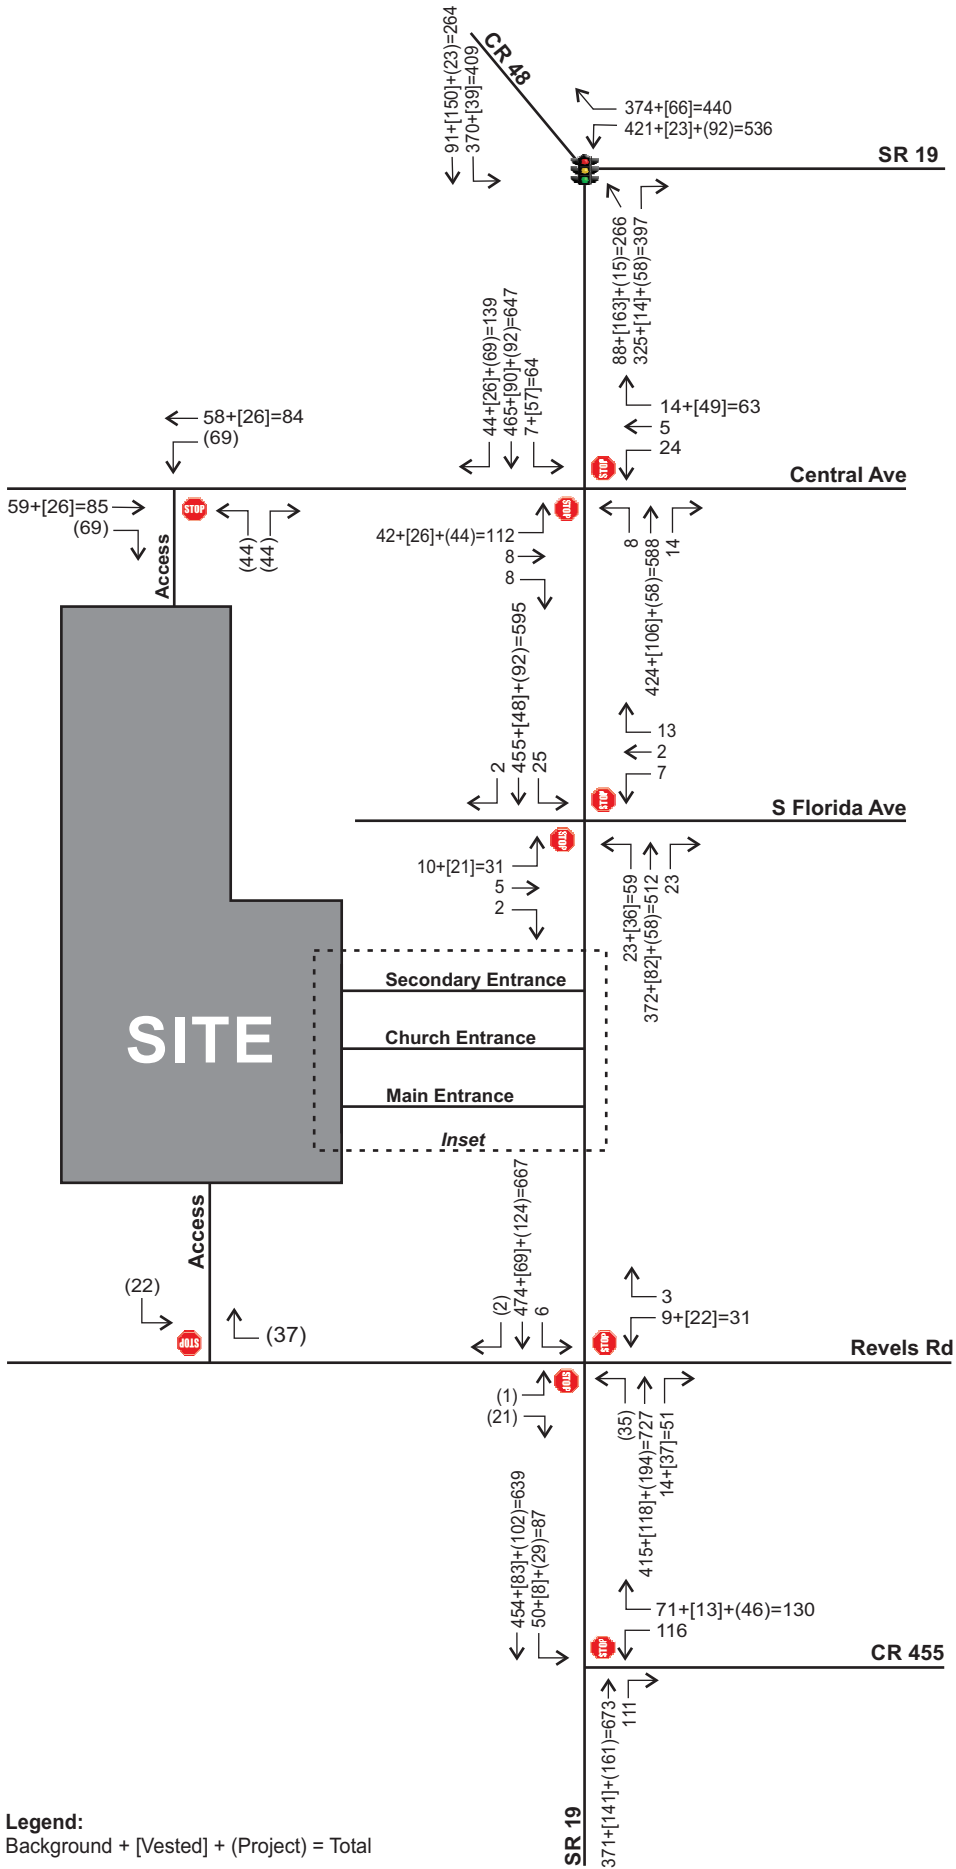 91+[150]+(23)=264
370+[39]=409
CR 48
374+[66]=440
421+[23]+(92)=536
SR 19
88+[163]+(15)=266
325+[14]+(58)=397
44+[26]+(69)=139
465+[90]+(92)=647
7+[57]=64
14+[49]=63
5
24
58+[26]=84
(69)
Central Ave
59+[26]=85
(69)
STOP
(44)
(44)
Access
STOP
STOP
42+[26]+(44)=112
8
8
8
424+[106]+(58)=588
14
2
455+[48]+(92)=595
25
13
2
7
STOP
S Florida Ave
STOP
10+[21]=31
5
2
23+[36]=59
372+[82]+(58)=512
23
SITE
Secondary Entrance
Church Entrance
Main Entrance
Inset
Access
(22)
STOP
(37)
(2)
474+[69]+(124)=667
6
3
9+[22]=31
STOP
Revels Rd
STOP
(1)
(21)
(35)
415+[118]+(194)=727
14+[37]=51
454+[83]+(102)=639
50+[8]+(29)=87
71+[13]+(46)=130
116
STOP
CR 455
371+[141]+(161)=673
111
SR 19
Legend:
Background + [Vested] + (Project) = Total